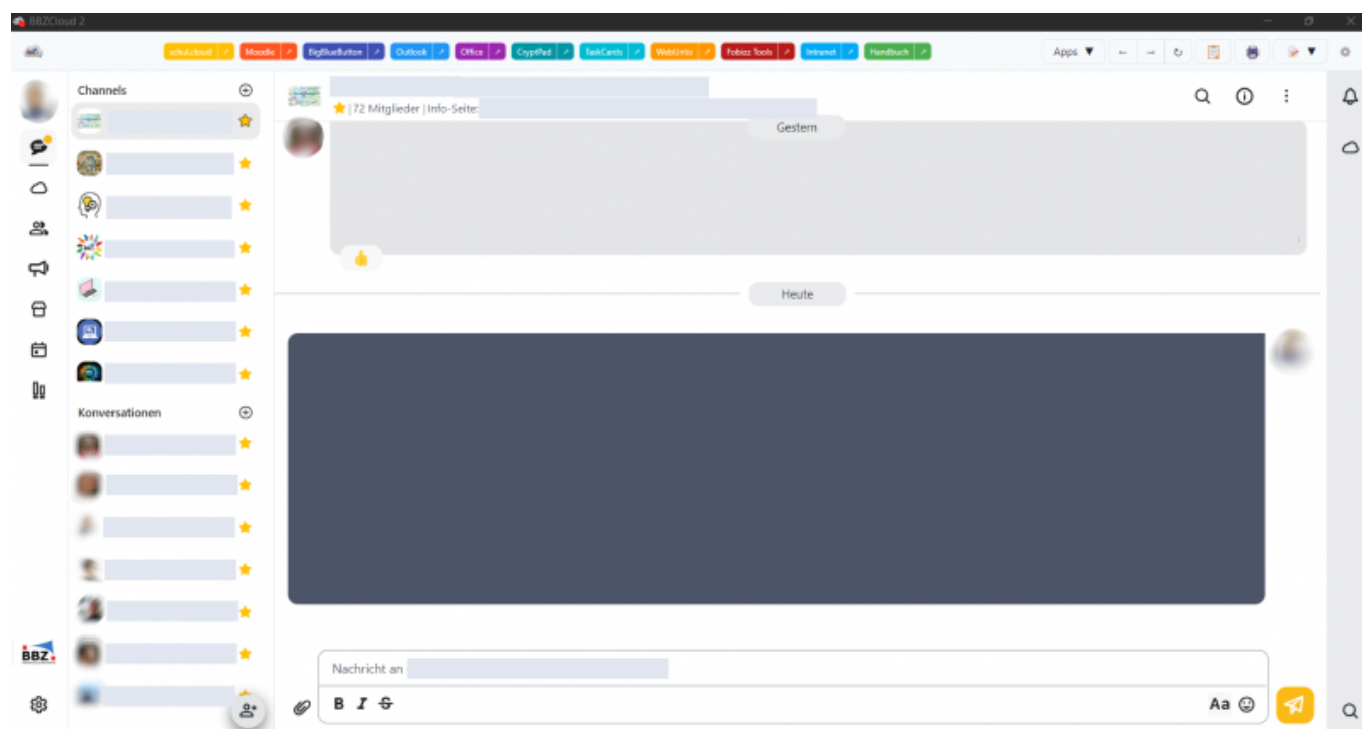 BBZCloud 2
schul.cloud Moodle BigBlueButton Outlook Office CryptPad TaskCards WebUntis Fobizz Tools Intranet Handbuch Apps
Channels
| 72 Mitglieder | Info-Seite:
Gestern
Heute
Konversationen
BBZ
Nachricht an
B I S Aa